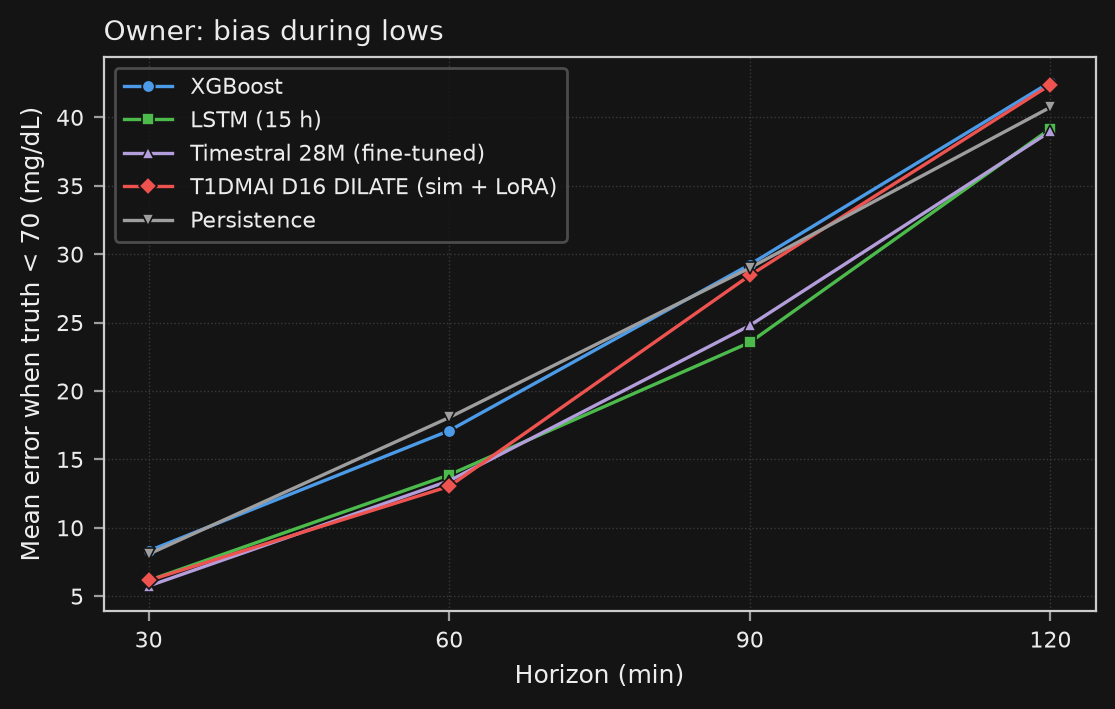 Owner: bias during lows
XGBoost
LSTM (15 h)
Timestral 28M (fine-tuned)
T1DMAI D16 DILATE (sim + LoRA)
Persistence
Mean error when truth < 70 (mg/dL)
40
35
30
25
20
15
10
5
30 60 90 120
Horizon (min)